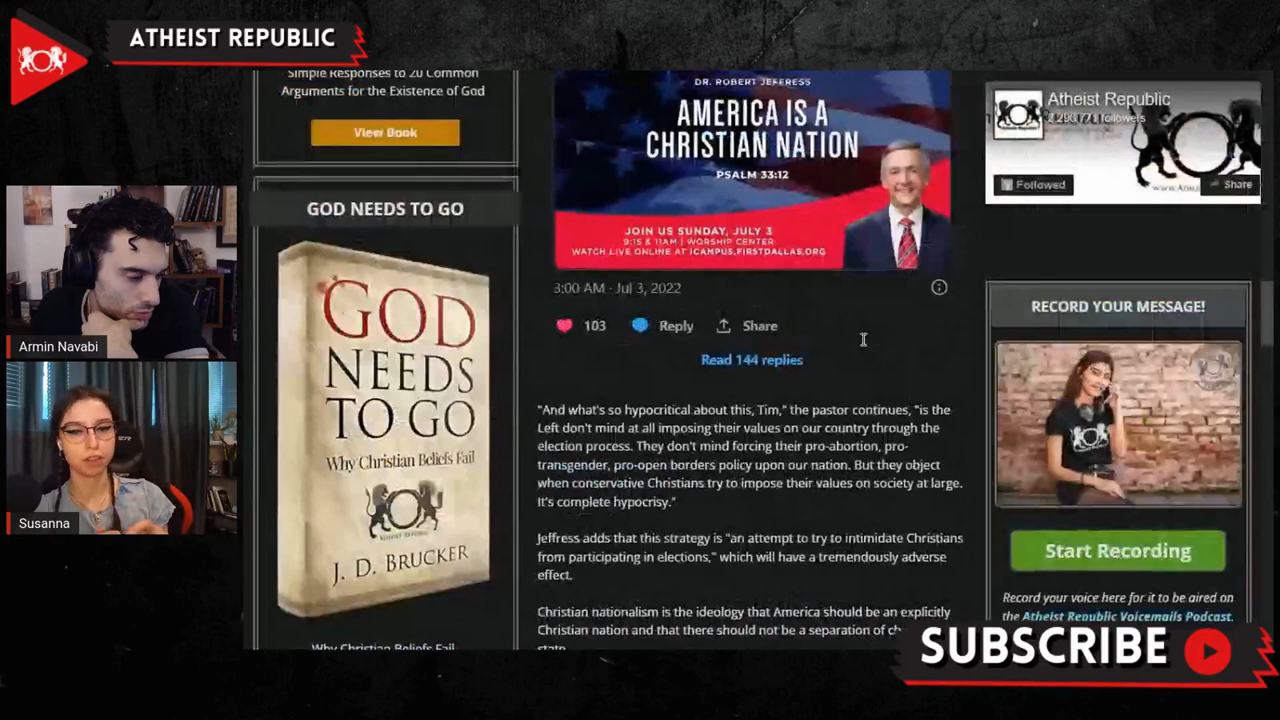 ATHEIST REPUBLIC
Simple Responses to 20 Common
Arguments for the Existence of God
View Book
GOD NEEDS TO GO
GOD
NEEDS
TO GO
Why Christian Beliefs Fail
ATHEIST REPUBLIC
J. D. BRUCKER
Why Christian Beliefs Fail
Armin Navabi
Susanna
DR. ROBERT JEFFRESS
AMERICA IS A
CHRISTIAN NATION
PSALM 33:12
JOIN US SUNDAY, JULY 3
9:15 & 11AM | WORSHIP CENTER
WATCH LIVE ONLINE AT ICAMPUS.FIRSTDALLAS.ORG
3:00 AM · Jul 3, 2022
103 Reply Share
Read 144 replies
"And what's so hypocritical about this, Tim," the pastor continues, "is the
Left don't mind at all imposing their values on our country through the
election process. They don't mind forcing their pro-abortion, pro-
transgender, pro-open borders policy upon our nation. But they object
when conservative Christians try to impose their values on society at large.
It's complete hypocrisy."
Jeffress adds that this strategy is "an attempt to try to intimidate Christians
from participating in elections," which will have a tremendously adverse
effect.
Christian nationalism is the ideology that America should be an explicitly
Christian nation and that there should not be a separation of
state.
Atheist Republic
2,290,771 followers
Followed
Share
RECORD YOUR MESSAGE!
Start Recording
Record your voice here for it to be aired on
the Atheist Republic Voicemails Podcast.
SUBSCRIBE